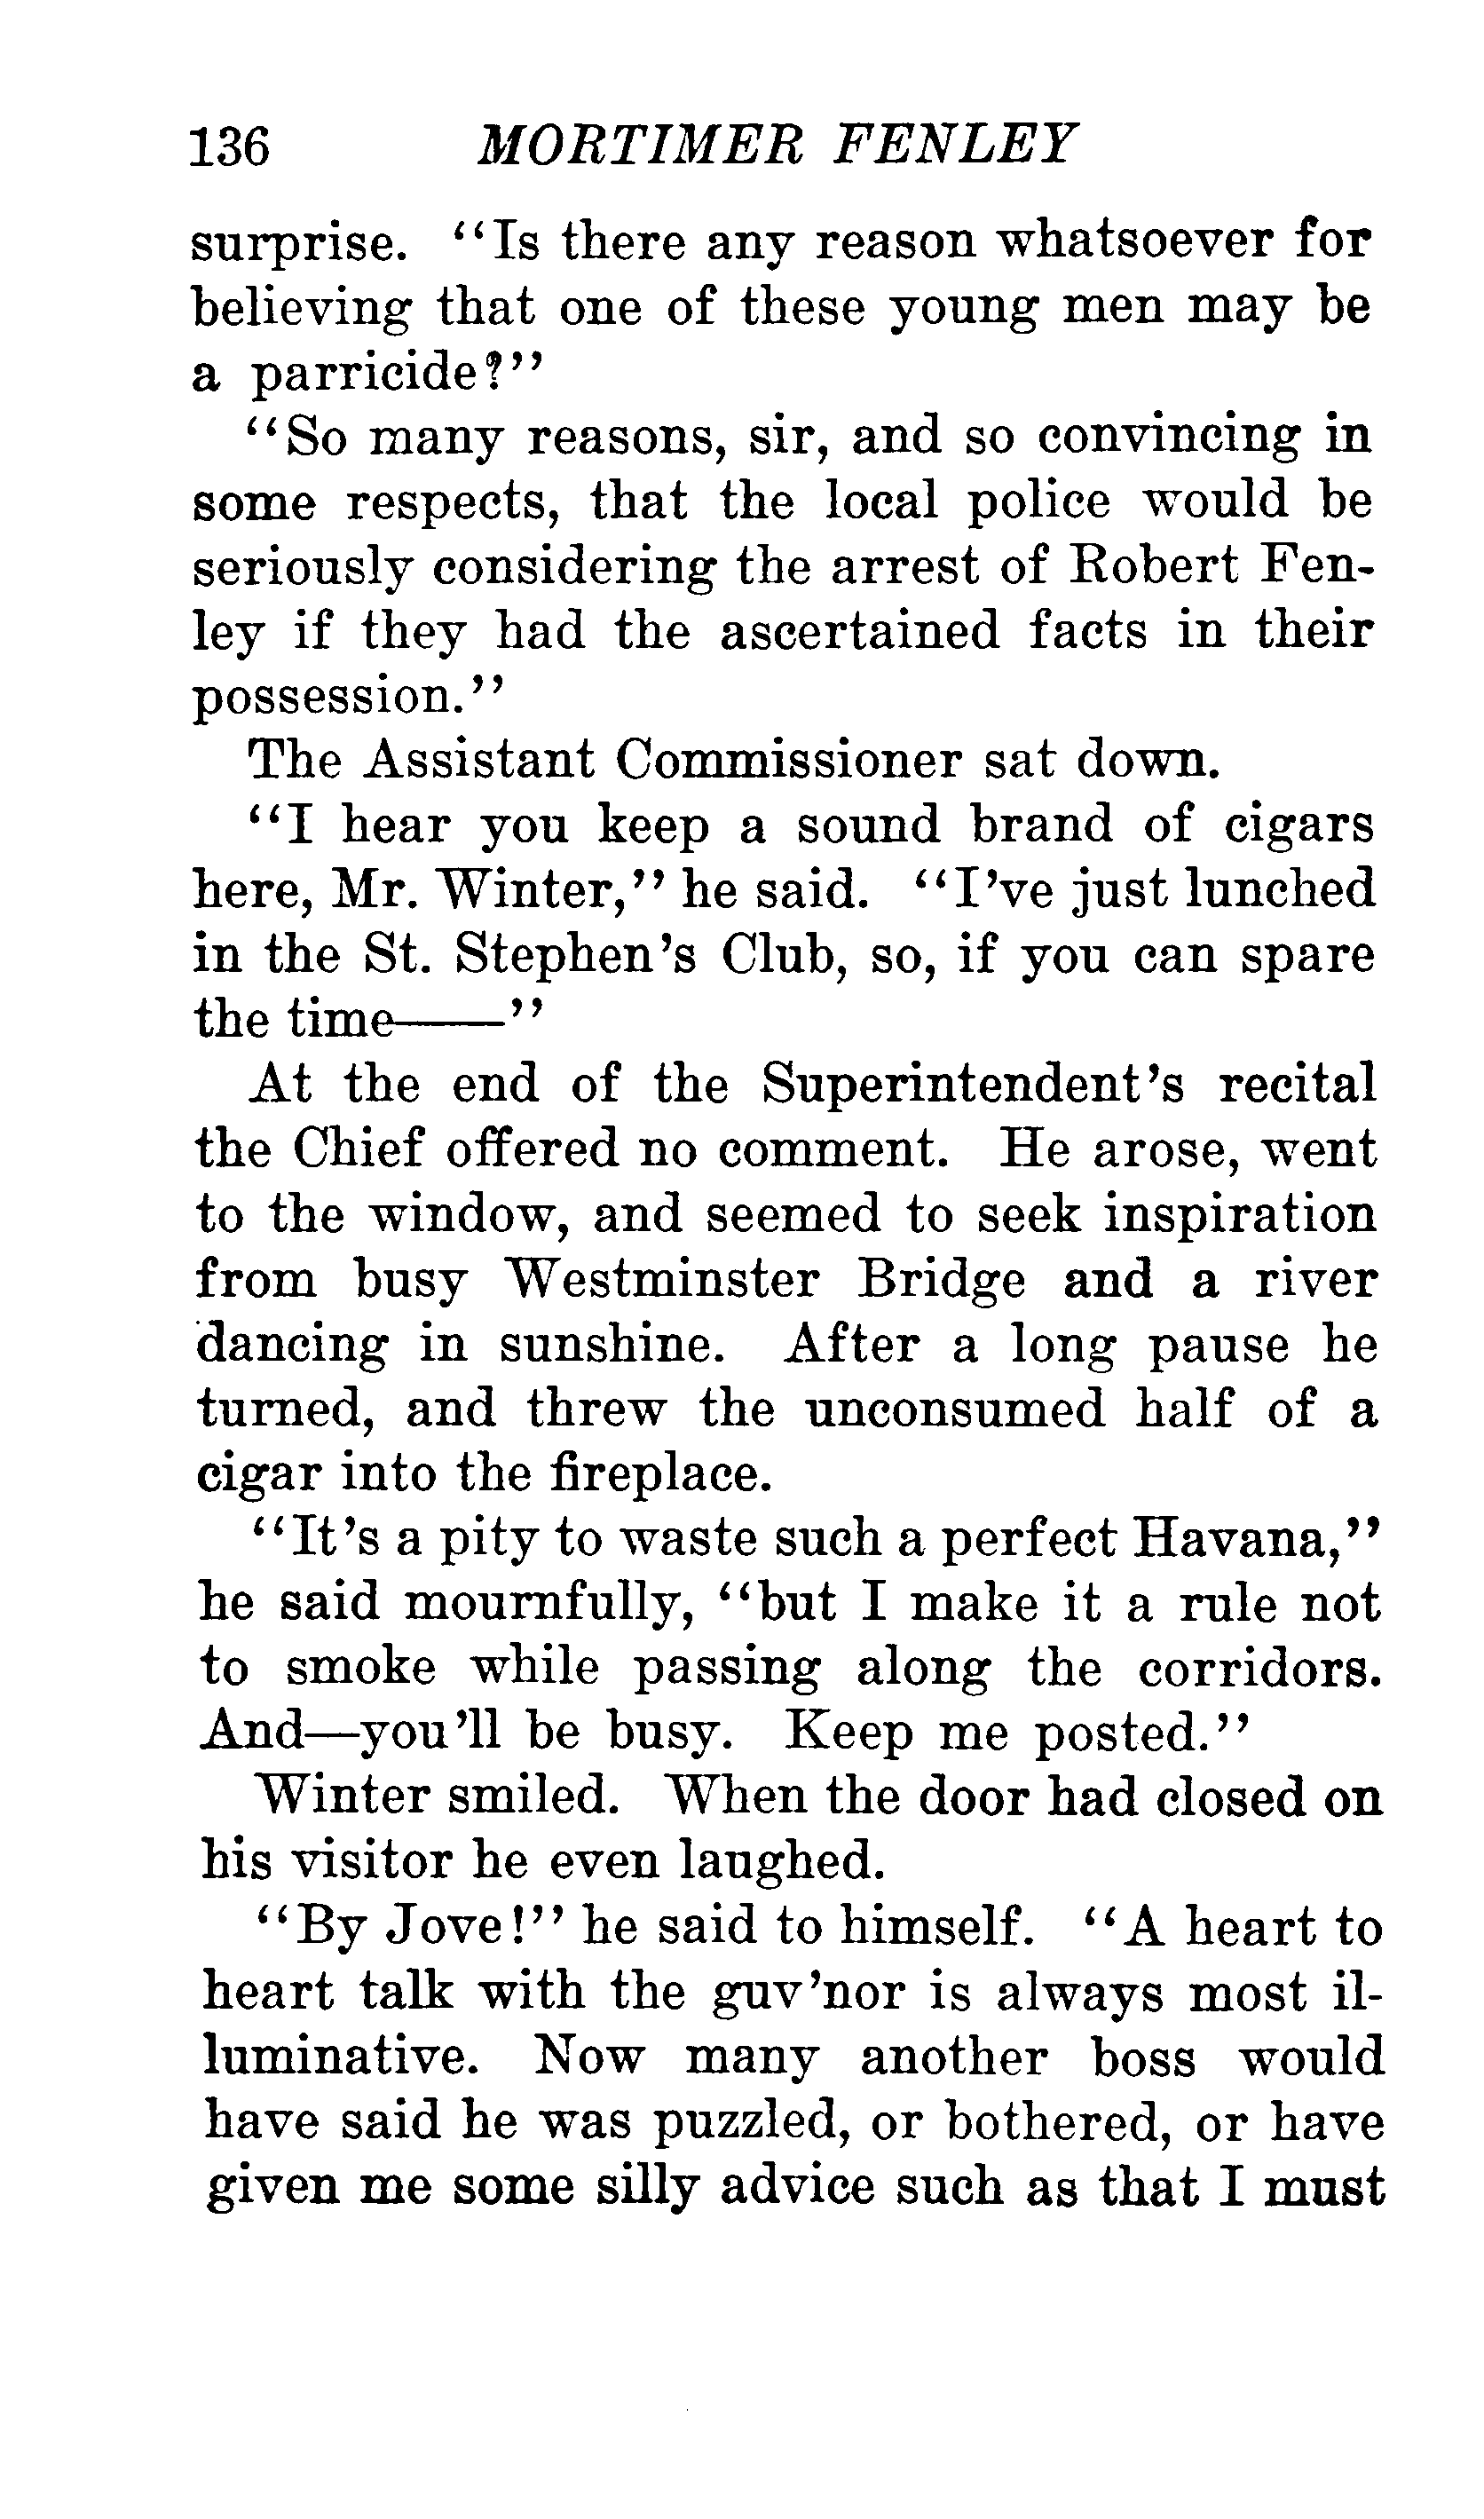 136 MORTIMER FENLEY
surprise. "Is there any reason whatsoever for
believing that one of these young men may be
a parricide?"
"So many reasons, sir, and so convincing in
some respects, that the local police would be
seriously considering the arrest of Robert Fen-
ley if they had the ascertained facts in their
possession."
The Assistant Commissioner sat down.
"I hear you keep a sound brand of cigars
here, Mr. Winter," he said. "I've just lunched
in the St. Stephen's Club, so, if you can spare
the time——"
At the end of the Superintendent's recital
the Chief offered no comment. He arose, went
to the window, and seemed to seek inspiration
from busy Westminster Bridge and a river
dancing in sunshine. After a long pause he
turned, and threw the unconsumed half of a
cigar into the fireplace.
"It's a pity to waste such a perfect Havana,"
he said mournfully, "but I make it a rule not
to smoke while passing along the corridors.
And—you'll be busy. Keep me posted."
Winter smiled. When the door had closed on
his visitor he even laughed.
"By Jove!" he said to himself. "A heart to
heart talk with the guv'nor is always most il-
luminative. Now many another boss would
have said he was puzzled, or bothered, or have
given me some silly advice such as that I must